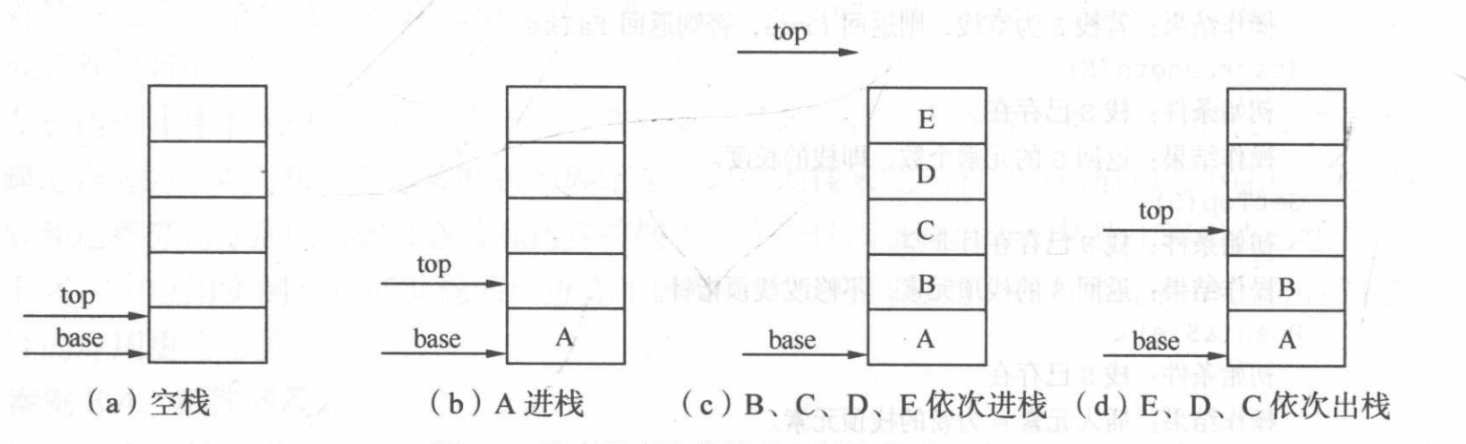 top
top
base
(a)空栈
top
base
A
(b)A 进栈
top
E
D
C
B
base
A
(c)B、C、D、E 依次进栈
top
B
base
A
(d)E、D、C 依次出栈